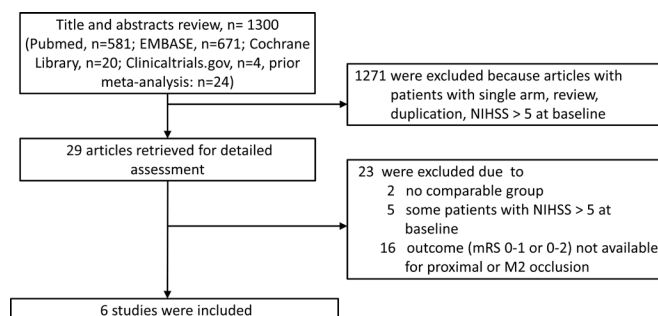 Title and abstracts review, n= 1300
(Pubmed, n=581; EMBASE, n=671; Cochrane
Library, n=20; Clinicaltrials.gov, n=4, prior
meta-analysis: n=24)
1271 were excluded because articles with
patients with single arm, review,
duplication, NIHSS > 5 at baseline
29 articles retrieved for detailed
assessment
23 were excluded due to
2 no comparable group
5 some patients with NIHSS > 5 at
baseline
16 outcome (mRS 0-1 or 0-2) not available
for proximal or M2 occlusion
6 studies were included